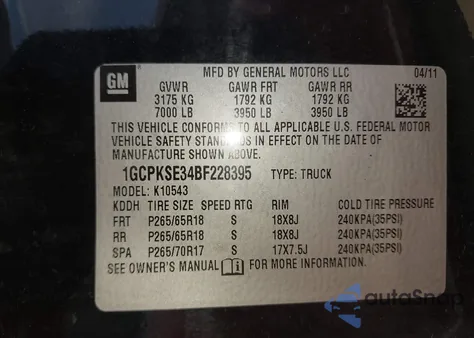 GM
MFD BY GENERAL MOTORS LLC 04/11
GVWR GAWR FRT GAWR RR
3175 KG 1792 KG 1792 KG
7000 LB 3950 LB 3950 LB
THIS VEHICLE CONFORMS TO ALL APPLICABLE U.S. FEDERAL MOTOR
VEHICLE SAFETY STANDARDS IN EFFECT ON THE DATE OF
MANUFACTURE SHOWN ABOVE.
1GCPKSE34BF228395 TYPE: TRUCK
MODEL: K10543
KDDH TIRE SIZE SPEED RTG RIM COLD TIRE PRESSURE
FRT P265/65R18 S 18X8J 240KPA(35PSI)
RR P265/65R18 S 18X8J 240KPA(35PSI)
SPA P265/70R17 S 17X7.5J 240KPA(35PSI)
SEE OWNER'S MANUAL FOR MORE INFORMATION.
autoSnap